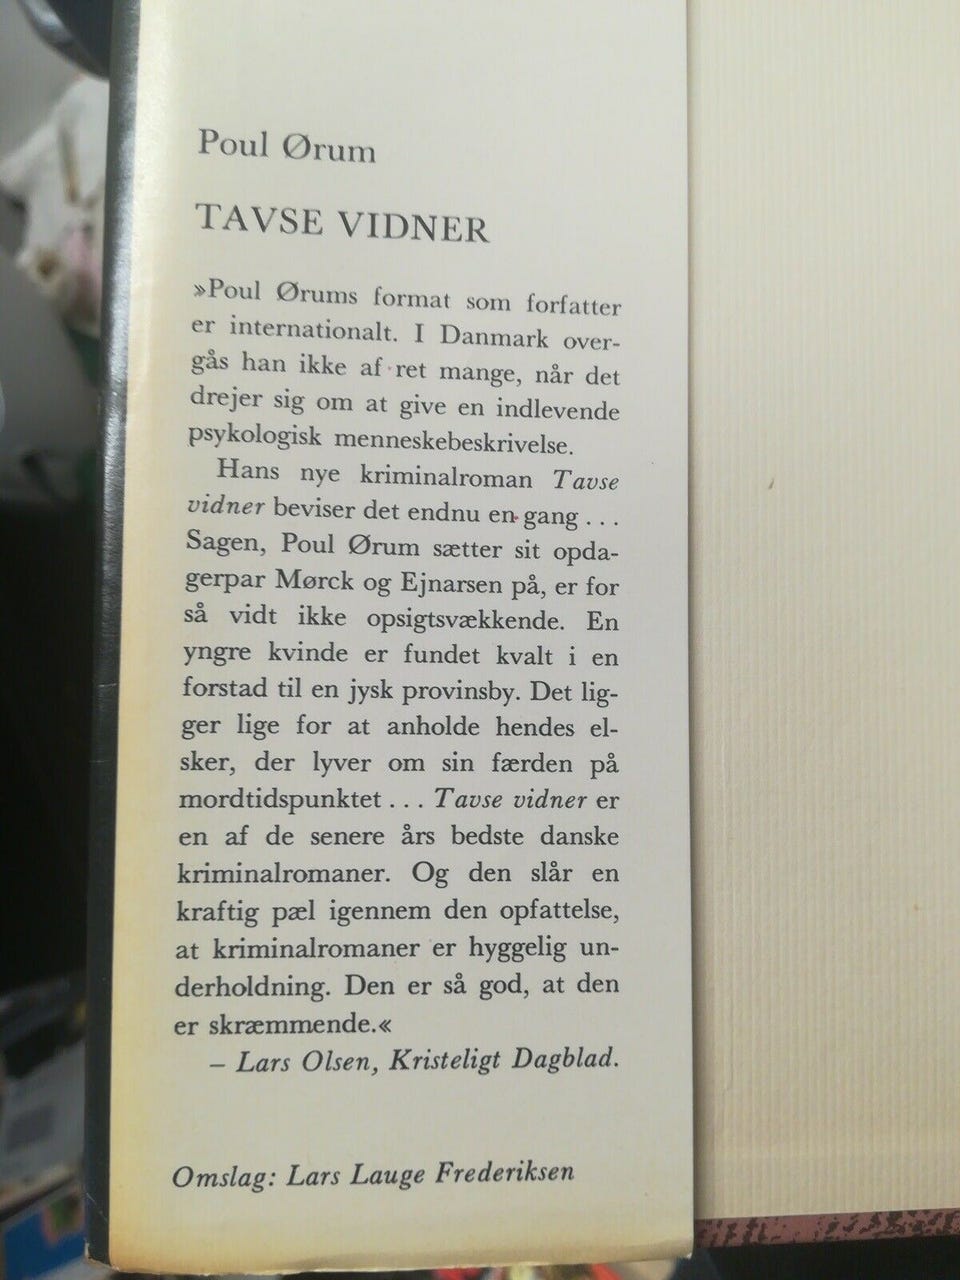 Poul Ørum
TAVSE VIDNER
»Poul Ørums format som forfatter
er internationalt. I Danmark over-
gås han ikke af ret mange, når det
drejer sig om at give en indlevende
psykologisk menneskebeskrivelse.
Hans nye kriminalroman Tavse
vidner beviser det endnu en gang . . .
Sagen, Poul Ørum sætter sit opda-
gerpar Mørck og Ejnarsen på, er for
så vidt ikke opsigtsvækkende. En
yngre kvinde er fundet kvalt i en
forstad til en jysk provinsby. Det lig-
ger lige for at anholde hendes el-
sker, der lyver om sin færden på
mordtidspunktet . . . Tavse vidner er
en af de senere års bedste danske
kriminalromaner. Og den slår en
kraftig pæl igennem den opfattelse,
at kriminalromaner er hyggelig un-
derholdning. Den er så god, at den
er skræmmende.«
– Lars Olsen, Kristeligt Dagblad.
Omslag: Lars Lauge Frederiksen